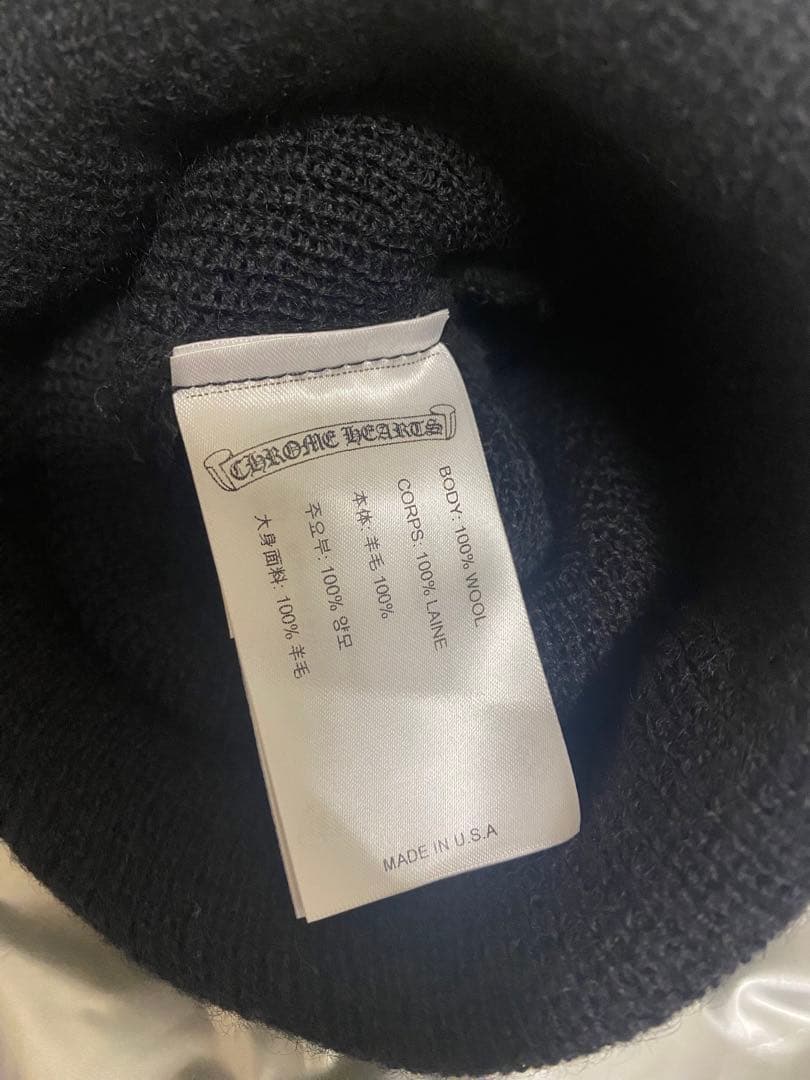 CHROME HEARTS
BODY: 100% WOOL
CORPS: 100% LAINE
本体: 羊毛 100%
주요부: 100% 양모
大身面料: 100% 羊毛
MADE IN U.S.A